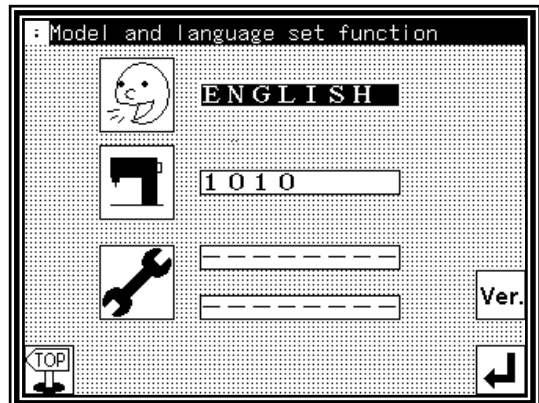 : Model and language set function
ENGLISH
1010
--------
--------
Ver.
TOP